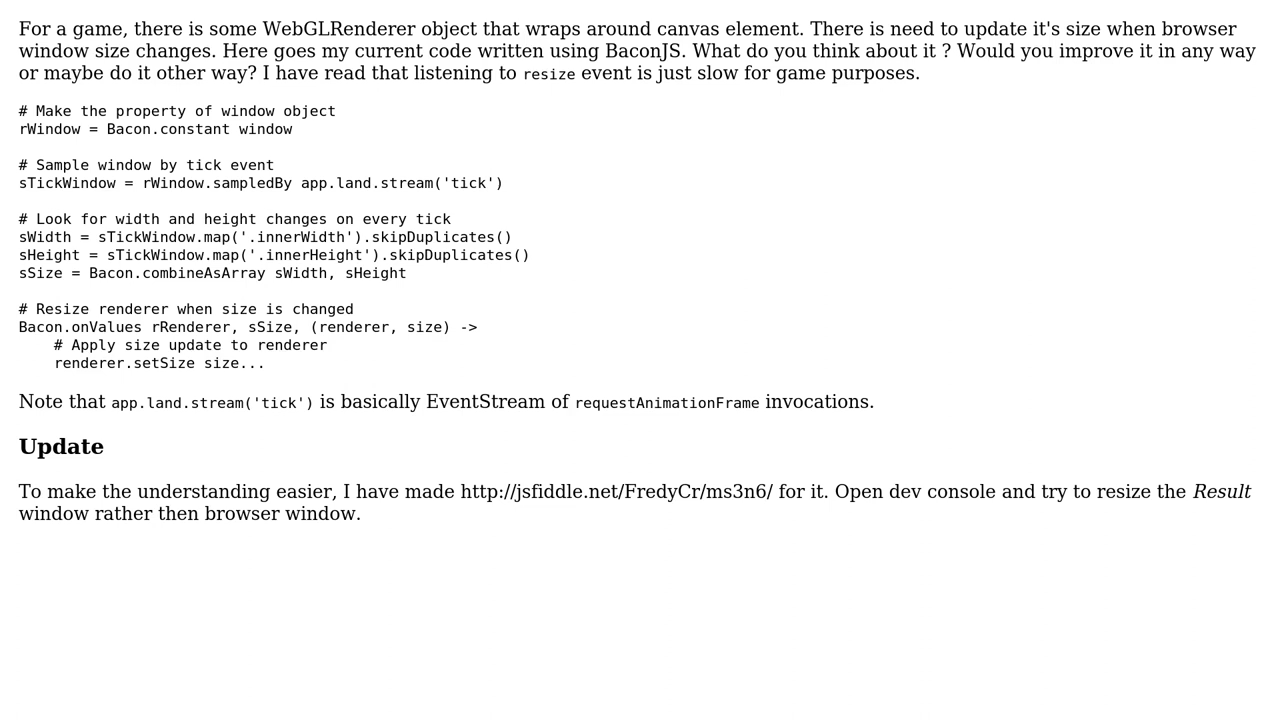 For a game, there is some WebGLRenderer object that wraps around canvas element. There is need to update it's size when browser
window size changes. Here goes my current code written using BaconJS. What do you think about it ? Would you improve it in any way
or maybe do it other way? I have read that listening to resize event is just slow for game purposes.
# Make the property of window object
rWindow = Bacon.constant window
# Sample window by tick event
sTickWindow = rWindow.sampledBy app.land.stream('tick')
# Look for width and height changes on every tick
sWidth = sTickWindow.map('.innerWidth').skipDuplicates()
sHeight = sTickWindow.map('.innerHeight').skipDuplicates()
sSize = Bacon.combineAsArray sWidth, sHeight
# Resize renderer when size is changed
Bacon.onValues rRenderer, sSize, (renderer, size) ->
    # Apply size update to renderer
    renderer.setSize size...
Note that app.land.stream('tick') is basically EventStream of requestAnimationFrame invocations.
Update
To make the understanding easier, I have made http://jsfiddle.net/FredyCr/ms3n6/ for it. Open dev console and try to resize the Result
window rather then browser window.